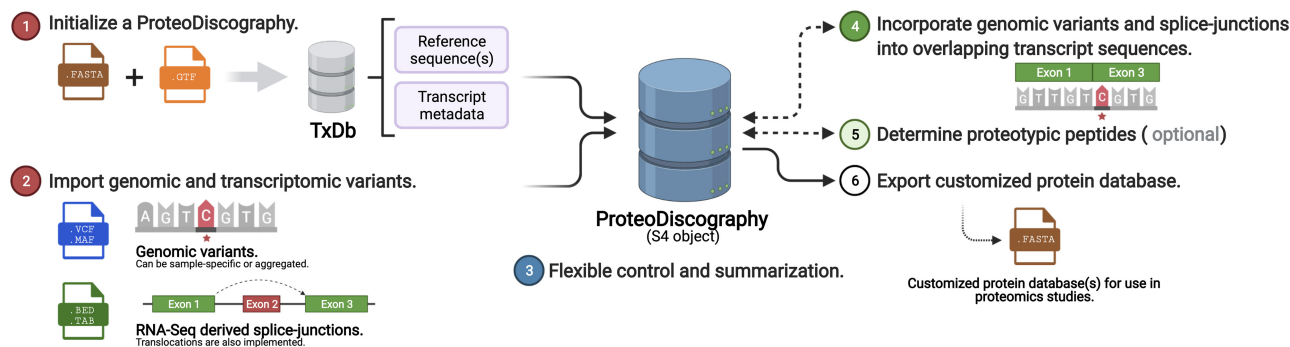 1 Initialize a ProteoDiscography.
.FASTA
+
.GTF
TxDb
Reference
sequence(s)
Transcript
metadata
2 Import genomic and transcriptomic variants.
.VCF
.MAF
A G T C G T G
Genomic variants.
Can be sample-specific or aggregated.
.BED
.TAB
Exon 1 Exon 2 Exon 3
RNA-Seq derived splice-junctions.
Translocations are also implemented.
ProteoDiscography
(S4 object)
3 Flexible control and summarization.
4 Incorporate genomic variants and splice-junctions
into overlapping transcript sequences.
Exon 1 Exon 3
G T T G T C G T G
5 Determine proteotypic peptides ( optional)
6 Export customized protein database.
.FASTA
Customized protein database(s) for use in
proteomics studies.